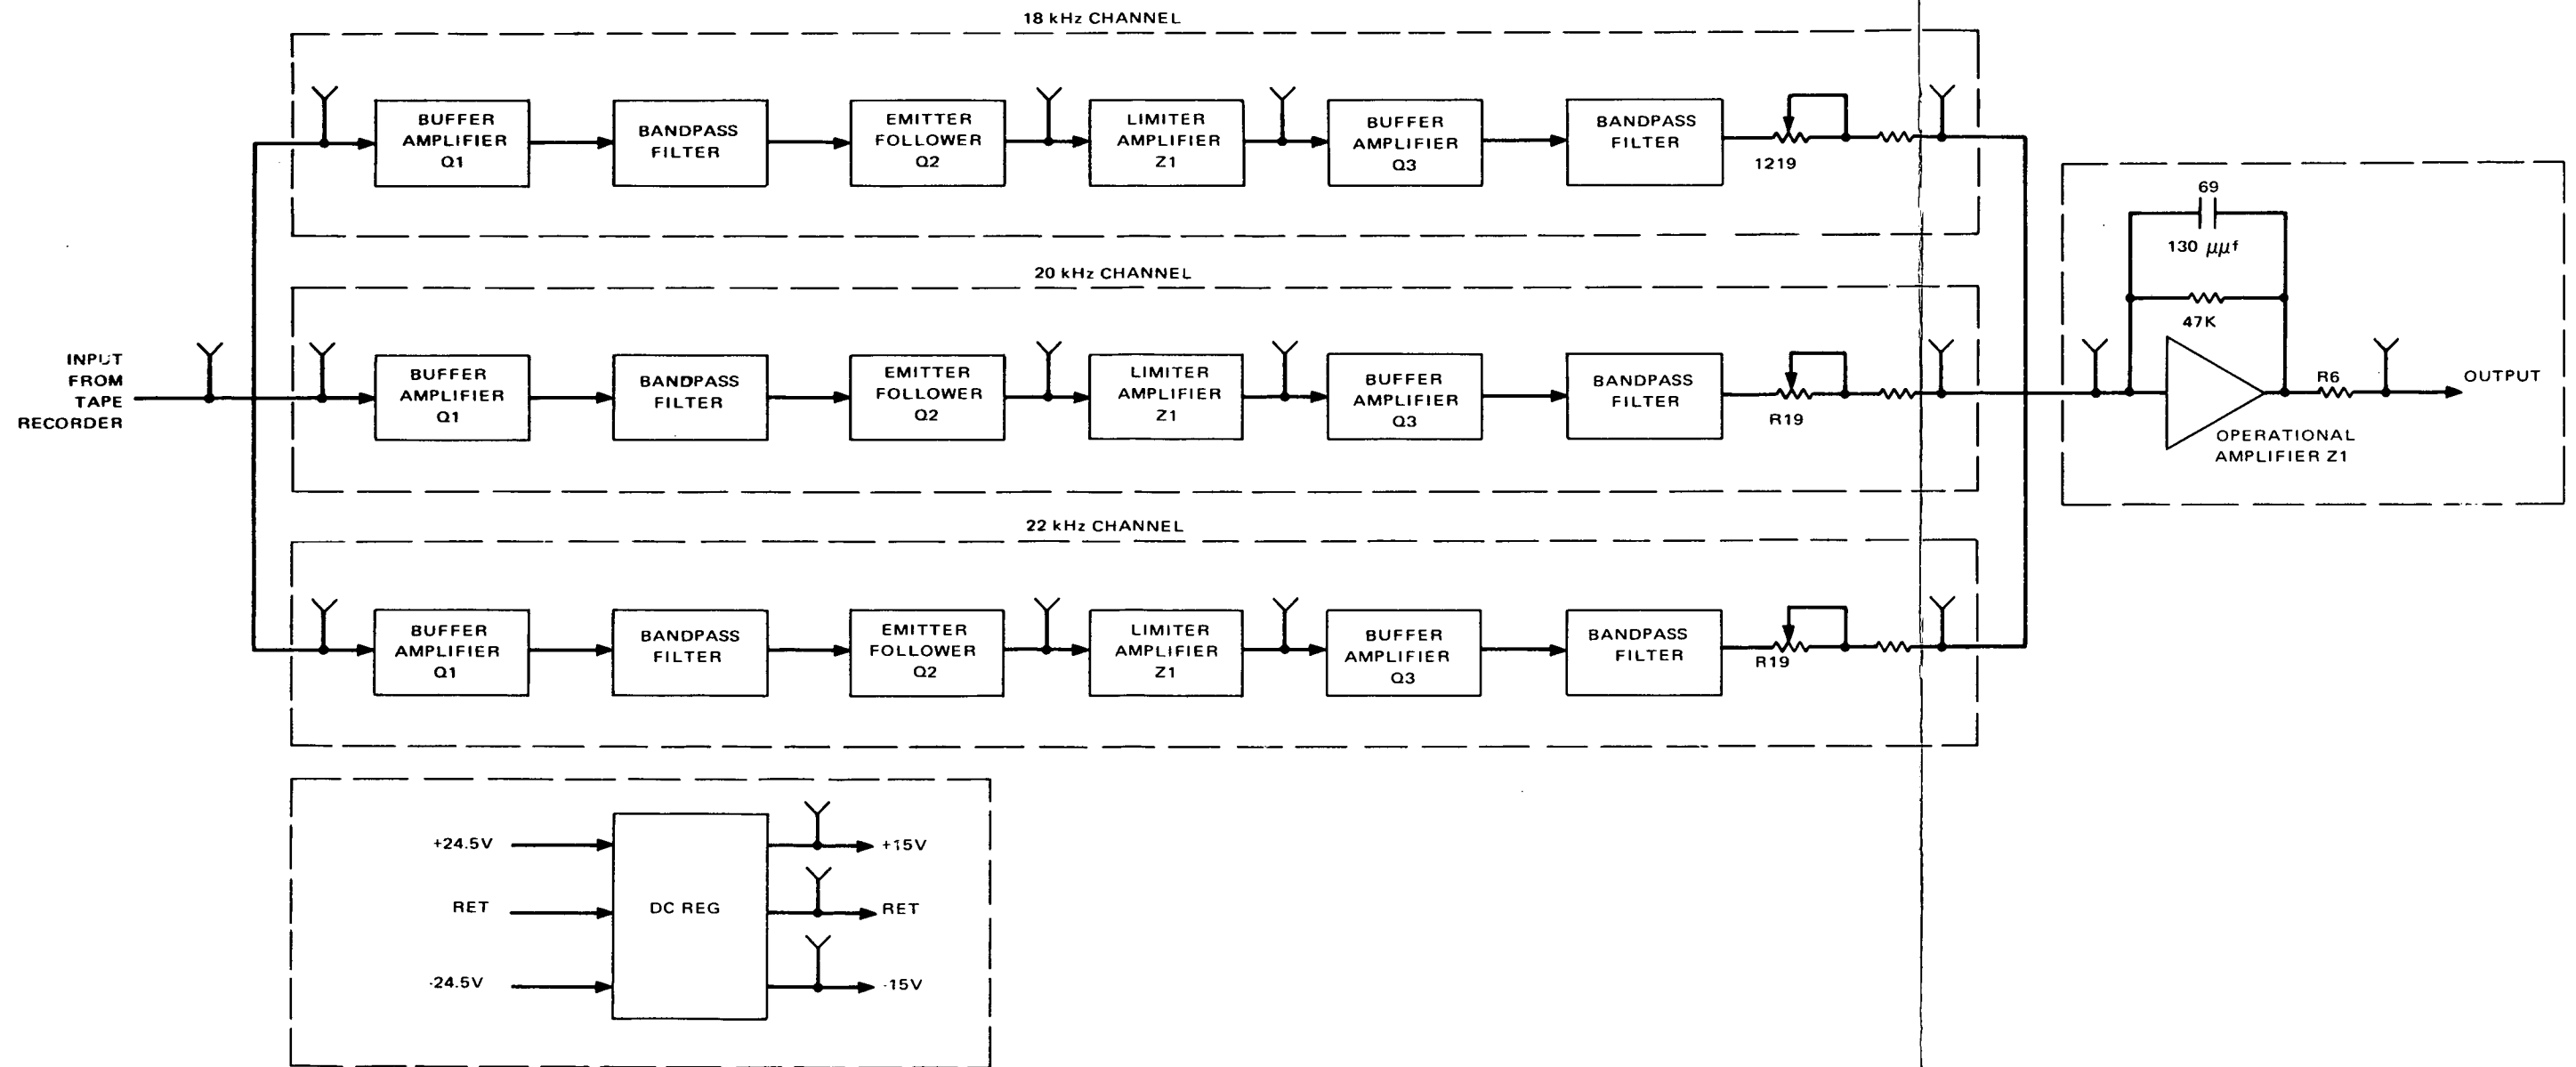 18 kHz CHANNEL
BUFFER
AMPLIFIER
Q1
BANDPASS
FILTER
EMITTER
FOLLOWER
Q2
LIMITER
AMPLIFIER
Z1
BUFFER
AMPLIFIER
Q3
BANDPASS
FILTER
1219
20 kHz CHANNEL
INPUT
FROM
TAPE
RECORDER
BUFFER
AMPLIFIER
Q1
BANDPASS
FILTER
EMITTER
FOLLOWER
Q2
LIMITER
AMPLIFIER
Z1
BUFFER
AMPLIFIER
Q3
BANDPASS
FILTER
R19
69
130 μμf
47K
OPERATIONAL
AMPLIFIER Z1
R6
OUTPUT
22 kHz CHANNEL
BUFFER
AMPLIFIER
Q1
BANDPASS
FILTER
EMITTER
FOLLOWER
Q2
LIMITER
AMPLIFIER
Z1
BUFFER
AMPLIFIER
Q3
BANDPASS
FILTER
R19
+24.5V
RET
-24.5V
DC REG
+15V
RET
-15V